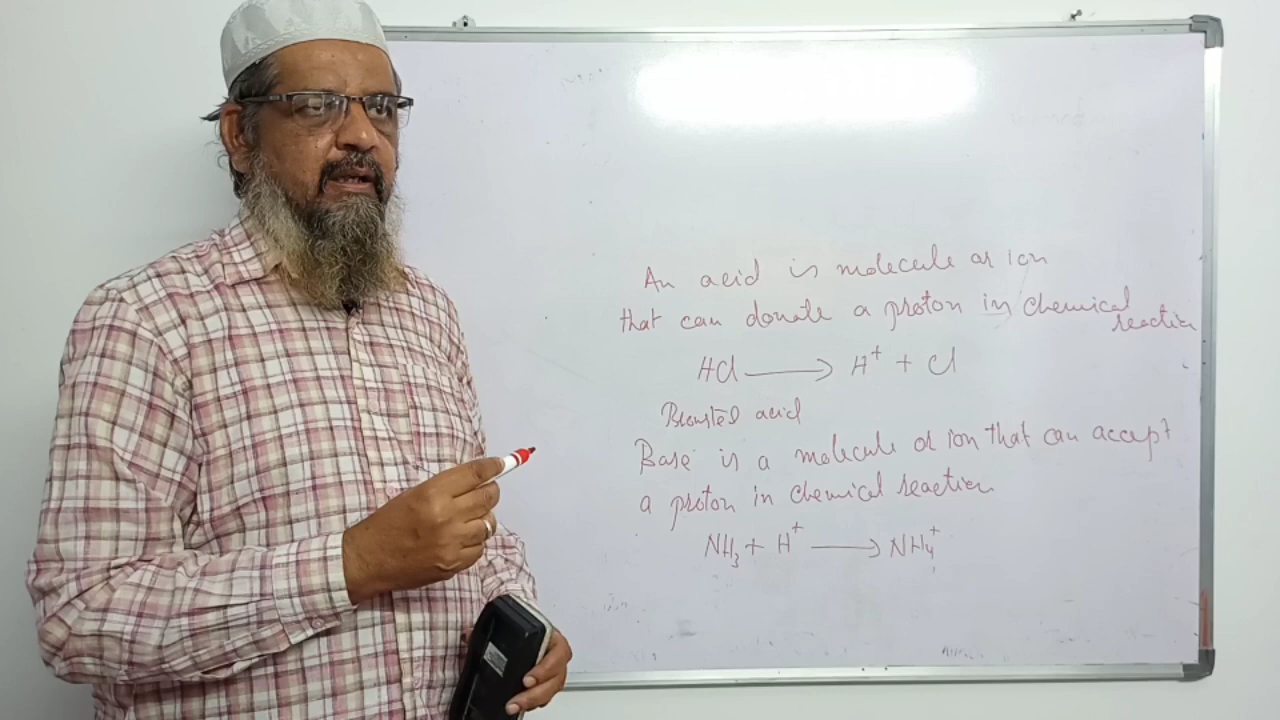 An acid is molecule or ion
that can donate a proton in chemical reaction
HCl ⟶ H⁺ + Cl
Bronsted acid
Base is a molecule or ion that can accept
a proton in chemical reaction
NH₃ + H⁺ ⟶ NH₄⁺